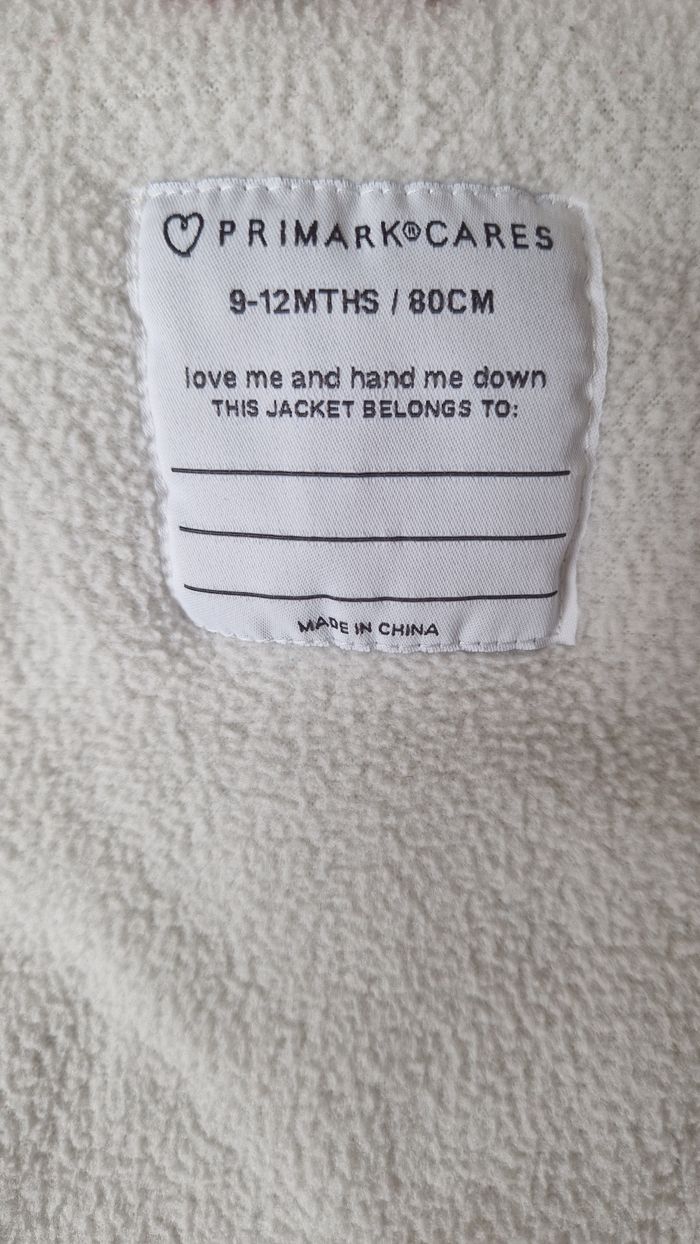 PRIMARK®CARES
9-12MTHS / 80CM
love me and hand me down
THIS JACKET BELONGS TO:
MADE IN CHINA